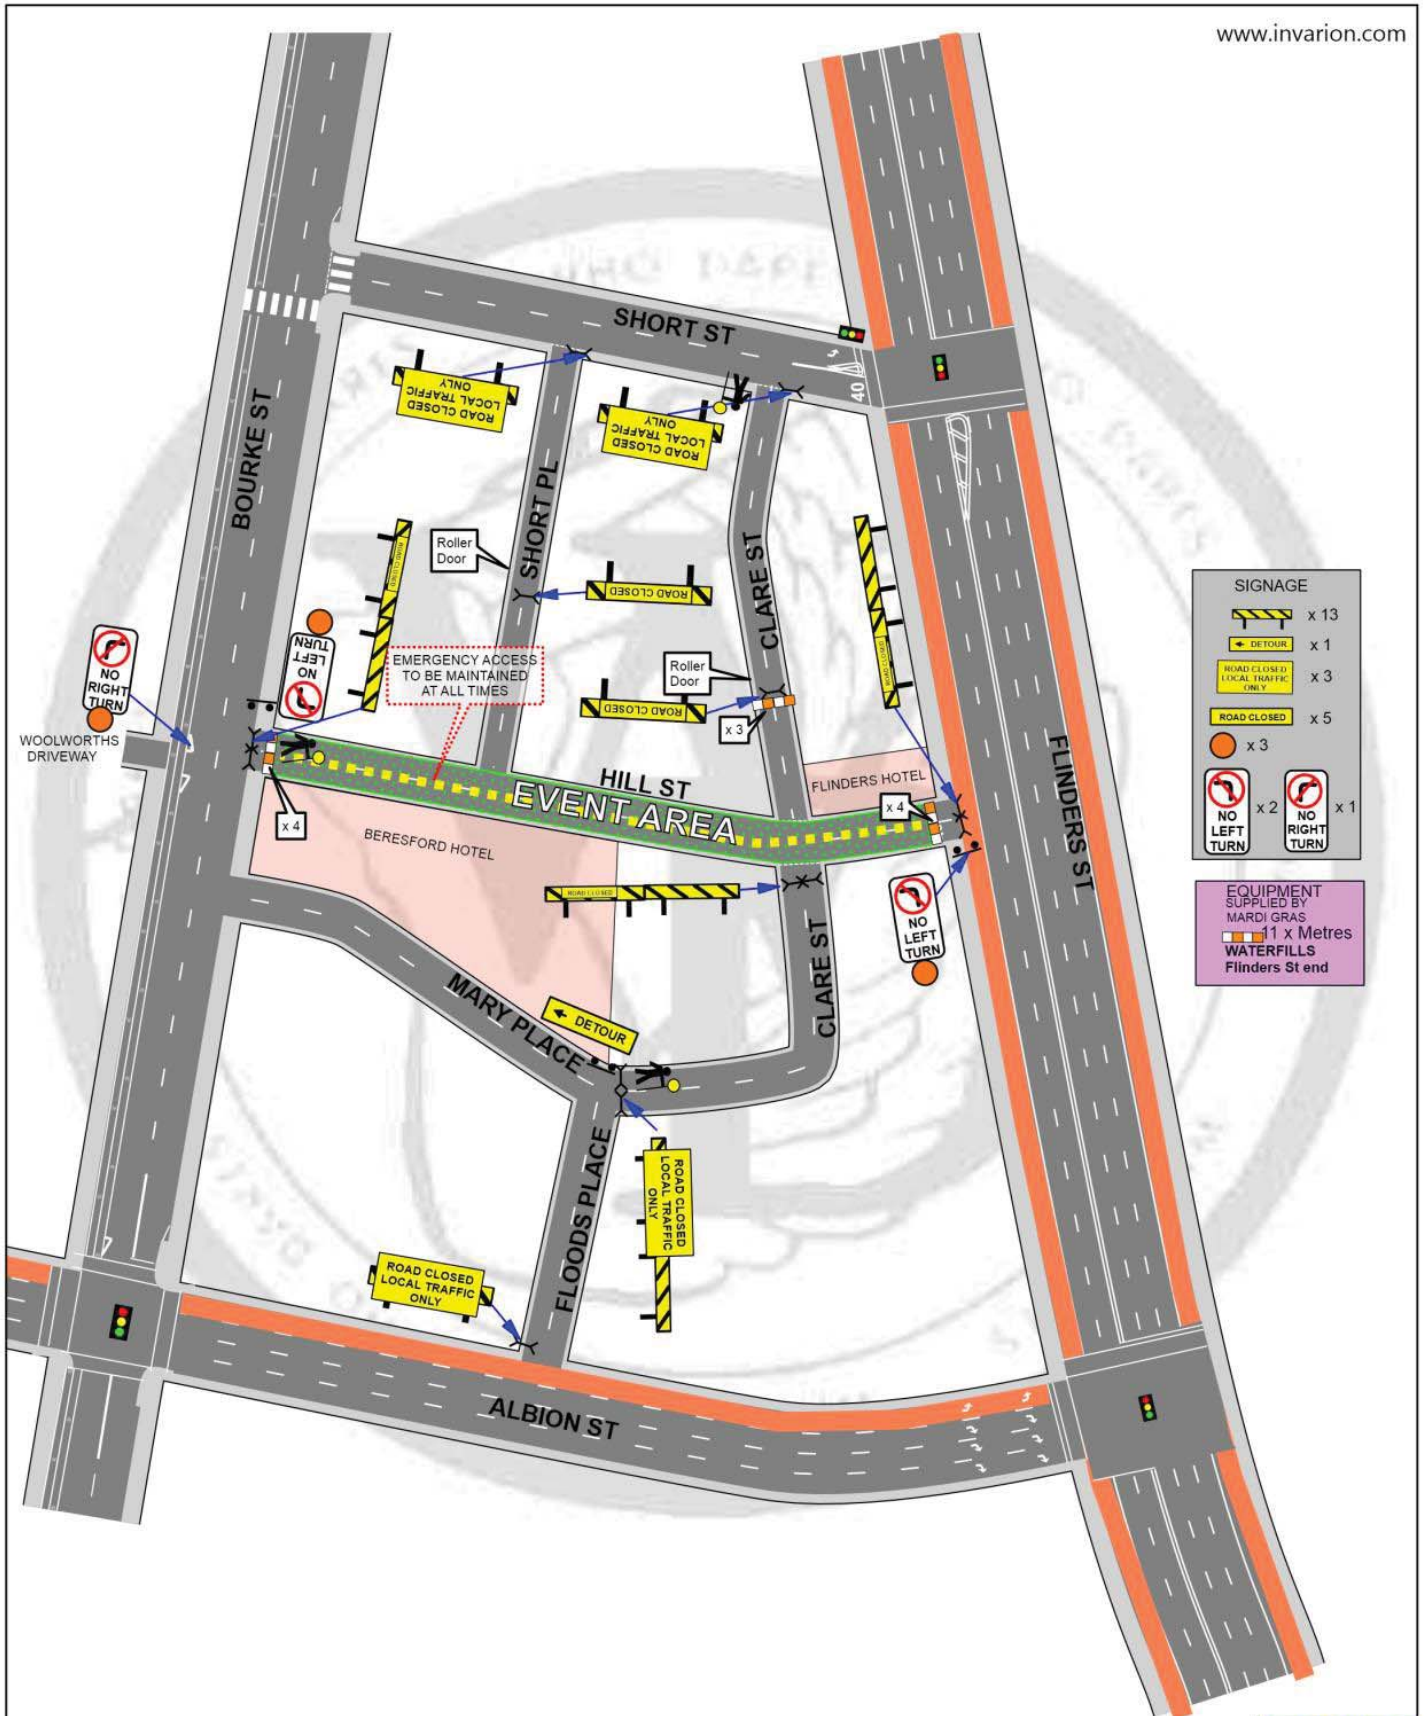 www.invarion.com
SHORT ST
ROAD CLOSED
LOCAL TRAFFIC
ONLY
ROAD CLOSED
LOCAL TRAFFIC
ONLY
40
BOURKE ST
SHORT PL
CLARE ST
Roller
Door
ROAD CLOSED
ROAD CLOSED
ROAD CLOSED
NO
LEFT
TURN
NO
RIGHT
TURN
WOOLWORTHS
DRIVEWAY
EMERGENCY ACCESS
TO BE MAINTAINED
AT ALL TIMES
Roller
Door
ROAD CLOSED
x 3
HILL ST
EVENT AREA
FLINDERS HOTEL
x 4
x 4
BERESFORD HOTEL
FLINDERS ST
ROAD CLOSED
NO
LEFT
TURN
CLARE ST
MARY PLACE
DETOUR
FLOODS PLACE
ROAD CLOSED
LOCAL TRAFFIC
ONLY
ROAD CLOSED
LOCAL TRAFFIC
ONLY
ALBION ST
SIGNAGE
x 13
DETOUR
x 1
ROAD CLOSED
LOCAL TRAFFIC
ONLY
x 3
ROAD CLOSED
x 5
x 3
NO
LEFT
TURN
x 2
NO
RIGHT
TURN
x 1
EQUIPMENT
SUPPLIED BY
MARDI GRAS
11 x Metres
WATERFILLS
Flinders St end